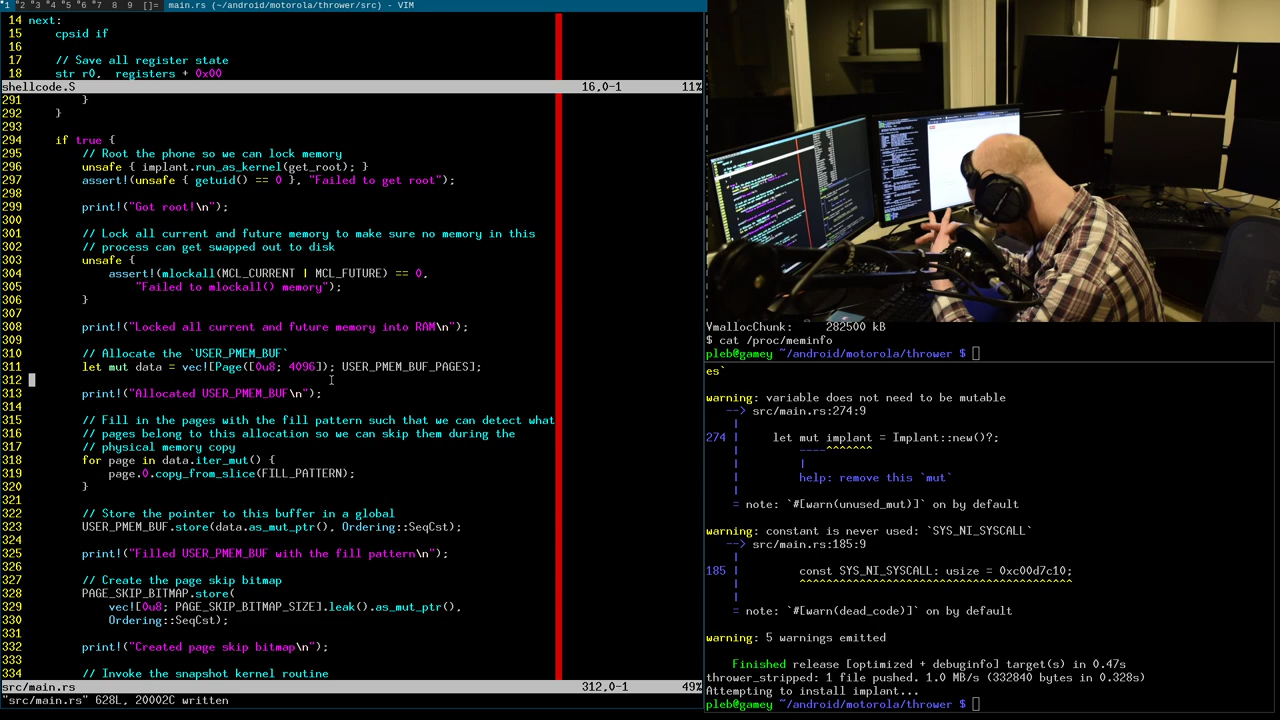 1 2 3 4 5 6 7 8 9 []= main.rs (~/android/motorola/thrower/src) - VIM
14 next:
15     cpsid if
16
17     // Save all register state
18     str r0,  registers + 0x00
shellcode.S 16,0-1 11%
291         }
292     }
293
294     if true {
295         // Root the phone so we can lock memory
296         unsafe { implant.run_as_kernel(get_root); }
297         assert!(unsafe { getuid() == 0 }, "Failed to get root");
298
299         print!("Got root!\n");
300
301         // Lock all current and future memory to make sure no memory in this
302         // process can get swapped out to disk
303         unsafe {
304             assert!(mlockall(MCL_CURRENT | MCL_FUTURE) == 0,
305                 "Failed to mlockall() memory");
306         }
307
308         print!("Locked all current and future memory into RAM\n");
309
310         // Allocate the `USER_PMEM_BUF`
311         let mut data = vec![Page([0u8; 4096]); USER_PMEM_BUF_PAGES];
312
313         print!("Allocated USER_PMEM_BUF\n");
314
315         // Fill in the pages with the fill pattern such that we can detect what
316         // pages belong to this allocation so we can skip them during the
317         // physical memory copy
318         for page in data.iter_mut() {
319             page.0.copy_from_slice(FILL_PATTERN);
320         }
321
322         // Store the pointer to this buffer in a global
323         USER_PMEM_BUF.store(data.as_mut_ptr(), Ordering::SeqCst);
324
325         print!("Filled USER_PMEM_BUF with the fill pattern\n");
326
327         // Create the page skip bitmap
328         PAGE_SKIP_BITMAP.store(
329             vec![0u8; PAGE_SKIP_BITMAP_SIZE].leak().as_mut_ptr(),
330             Ordering::SeqCst);
331
332         print!("Created page skip bitmap\n");
333
334         // Invoke the snapshot kernel routine
src/main.rs 312,0-1 49%
"src/main.rs" 628L, 20002C written
VmallocChunk:     282500 kB
$ cat /proc/meminfo
pleb@gamey ~/android/motorola/thrower $
es`
warning: variable does not need to be mutable
--> src/main.rs:274:9
|
274 |     let mut implant = Implant::new()?;
|         ----^^^^^^^
|         |
|         help: remove this `mut`
|
= note: `#[warn(unused_mut)]` on by default
warning: constant is never used: `SYS_NI_SYSCALL`
--> src/main.rs:185:9
|
185 |         const SYS_NI_SYSCALL: usize = 0xc00d7c10;
|         ^^^^^^^^^^^^^^^^^^^^^^^^^^^^^^^^^^^^^^^^^
|
= note: `#[warn(dead_code)]` on by default
warning: 5 warnings emitted
Finished release [optimized + debuginfo] target(s) in 0.47s
thrower_stripped: 1 file pushed. 1.0 MB/s (332840 bytes in 0.328s)
Attempting to install implant...
pleb@gamey ~/android/motorola/thrower $